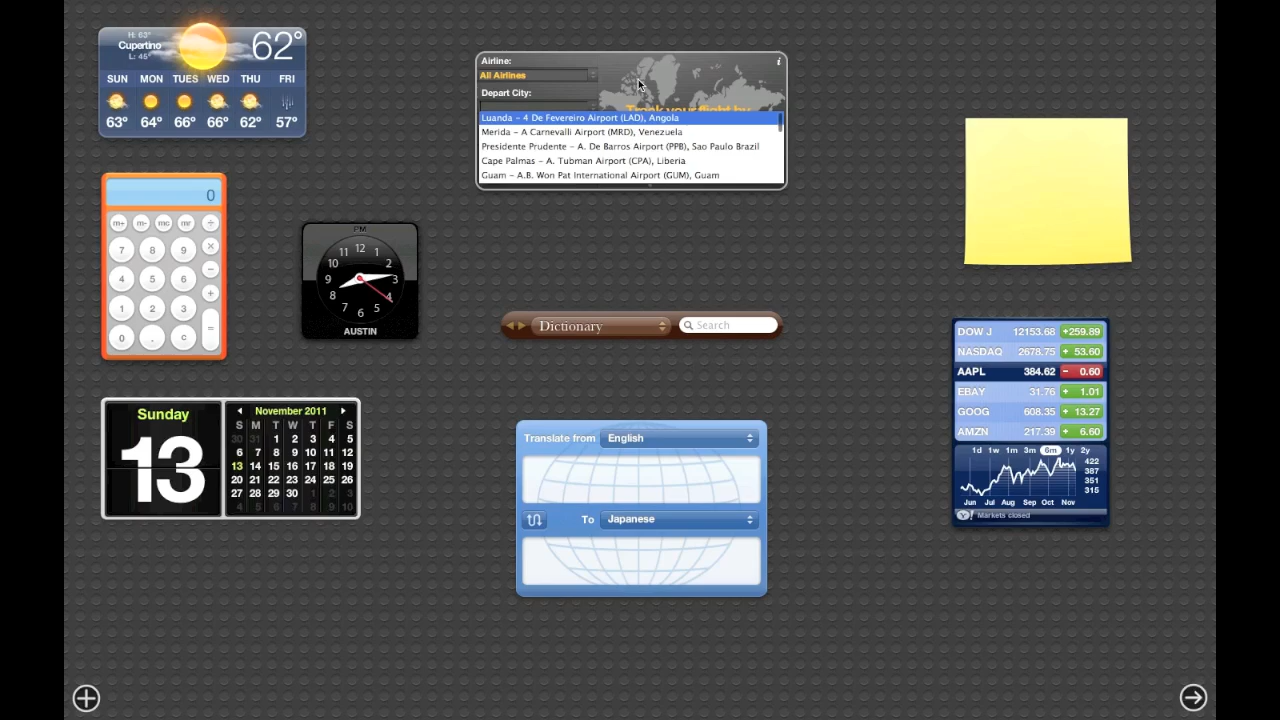 H: 63°
Cupertino
L: 45°
62°
SUN MON TUES WED THU FRI
63° 64° 66° 66° 62° 57°
Airline:
All Airlines
i
Depart City:
Track your flight by
Luanda – 4 De Fevereiro Airport (LAD), Angola
Merida – A Carnevalli Airport (MRD), Venezuela
Presidente Prudente – A. De Barros Airport (PPB), Sao Paulo Brazil
Cape Palmas – A. Tubman Airport (CPA), Liberia
Guam – A.B. Won Pat International Airport (GUM), Guam
0
m+ m- mc mr ÷
7 8 9 ×
4 5 6 −
1 2 3 +
0 . c =
PM
12
11 1
10 2
9 3
8 4
7 5
6
AUSTIN
Dictionary
Search
DOW J 12153.68 +259.89
NASDAQ 2678.75 + 53.60
AAPL 384.62 − 0.60
EBAY 31.76 + 1.01
GOOG 608.35 + 13.27
AMZN 217.39 + 6.60
1d 1w 1m 3m 6m 1y 2y
422
387
351
315
Jun Jul Aug Sep Oct Nov
Y! Markets closed
Sunday
13
November 2011
S M T W T F S
30 31 1 2 3 4 5
6 7 8 9 10 11 12
13 14 15 16 17 18 19
20 21 22 23 24 25 26
27 28 29 30 1 2 3
4 5 6 7 8 9 10
Translate from English
To Japanese